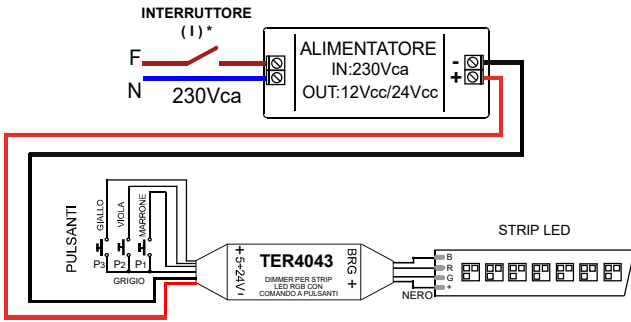 INTERRUTTORE
( I ) *
F
N
230Vca
ALIMENTATORE
IN:230Vca
OUT:12Vcc/24Vcc
-
+
PULSANTI
GIALLO
VIOLA
MARRONE
P3
P2
P1
GRIGIO
+ 5÷24V -
TER4043
DIMMER PER STRIP
LED RGB CON
COMANDO A PULSANTI
BRG +
NERO
STRIP LED
B
R
G
+